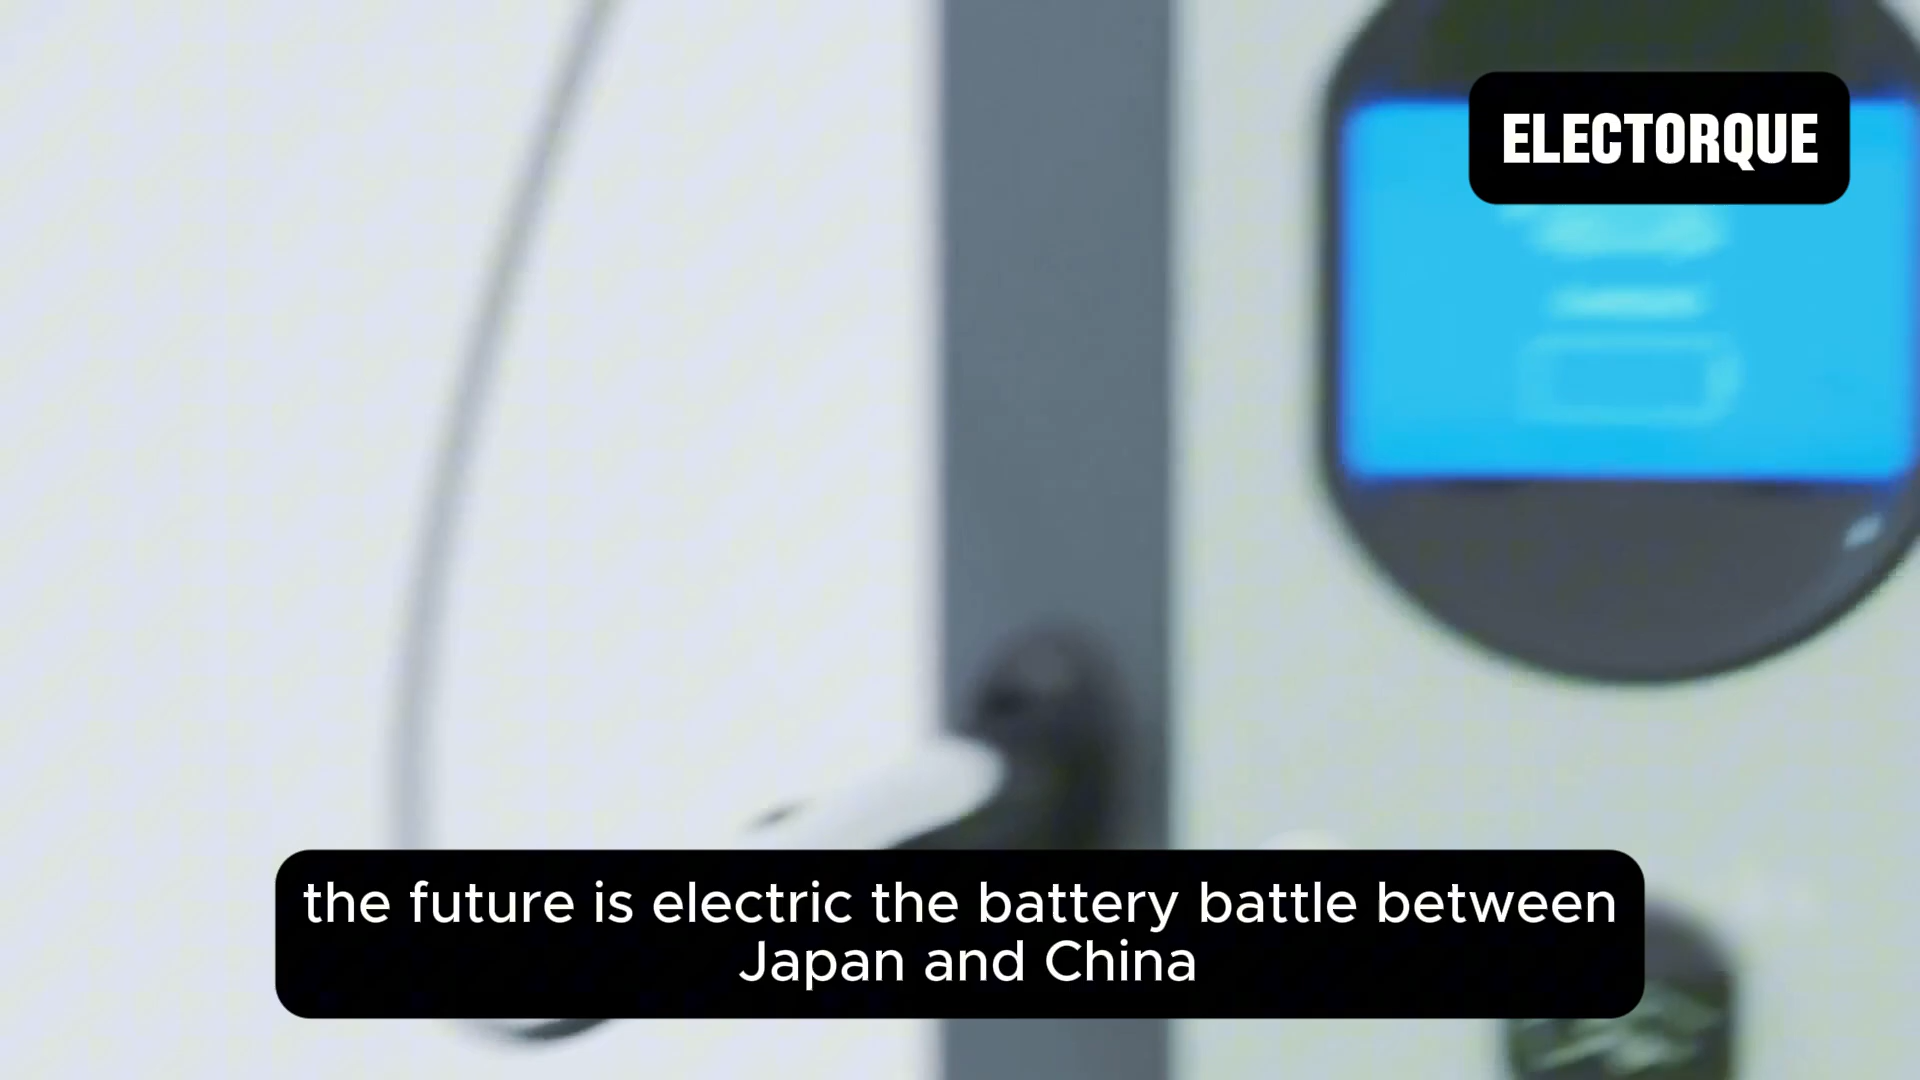 ELECTORQUE
the future is electric the battery battle between
Japan and China